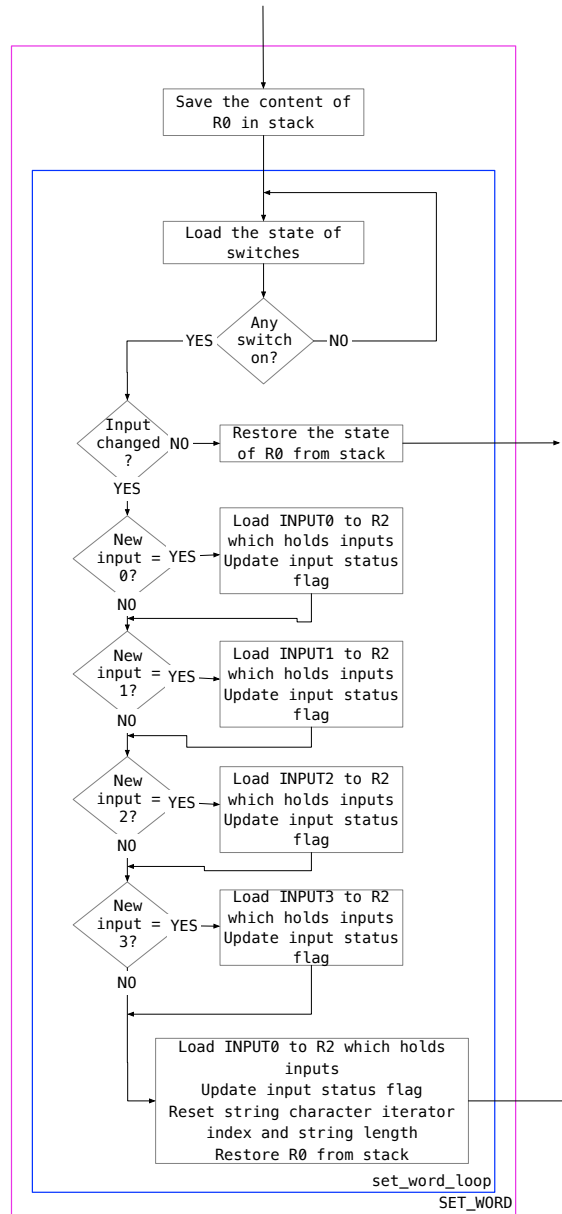 Save the content of
R0 in stack
Load the state of
switches
Any
switch
on?
YES
NO
Input
changed
?
NO
Restore the state
of R0 from stack
YES
New
input =
0?
YES
Load INPUT0 to R2
which holds inputs
Update input status
flag
NO
New
input =
1?
YES
Load INPUT1 to R2
which holds inputs
Update input status
flag
NO
New
input =
2?
YES
Load INPUT2 to R2
which holds inputs
Update input status
flag
NO
New
input =
3?
YES
Load INPUT3 to R2
which holds inputs
Update input status
flag
NO
Load INPUT0 to R2 which holds
inputs
Update input status flag
Reset string character iterator
index and string length
Restore R0 from stack
set_word_loop
SET_WORD